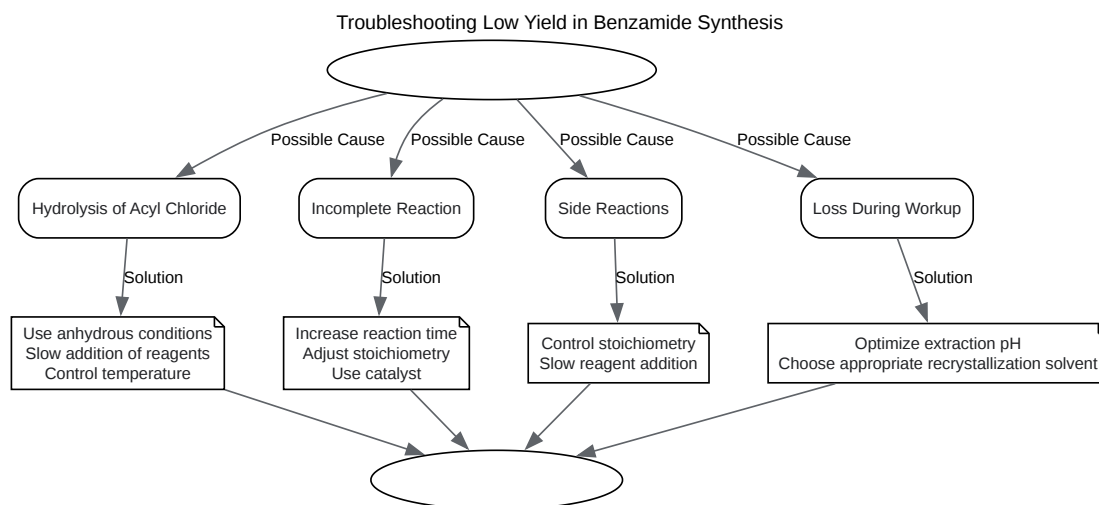 Troubleshooting Low Yield in Benzamide Synthesis
Possible Cause
Possible Cause
Possible Cause
Possible Cause
Hydrolysis of Acyl Chloride
Incomplete Reaction
Side Reactions
Loss During Workup
Solution
Solution
Solution
Solution
Use anhydrous conditions
Slow addition of reagents
Control temperature
Increase reaction time
Adjust stoichiometry
Use catalyst
Control stoichiometry
Slow reagent addition
Optimize extraction pH
Choose appropriate recrystallization solvent